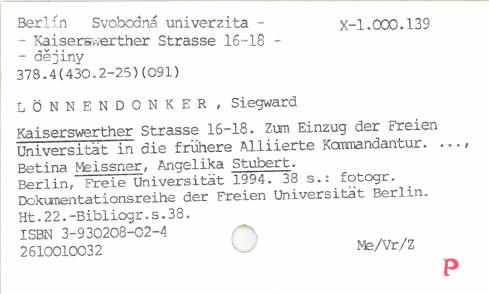 Berlín - Svobodná univerzita -
X-1.000.139
- Kaiserswerther Strasse 16-18 -
- dějiny
378.4(430.2-25)(091)
LÖNNENDONKER, Siegward
Kaiserswerther Strasse 16-18. Zum Einzug der Freien
Universität in die frühere Alliierte Kommandantur. ...,
Betina Meissner, Angelika Stubert.
Berlin, Freie Universität 1994. 38 s.: fotogr.
Dokumentationsreihe der Freien Universität Berlin.
Ht.22.-Bibliogr.s.38.
ISBN 3-930208-02-4
2610010032
Me/Vr/Z
P